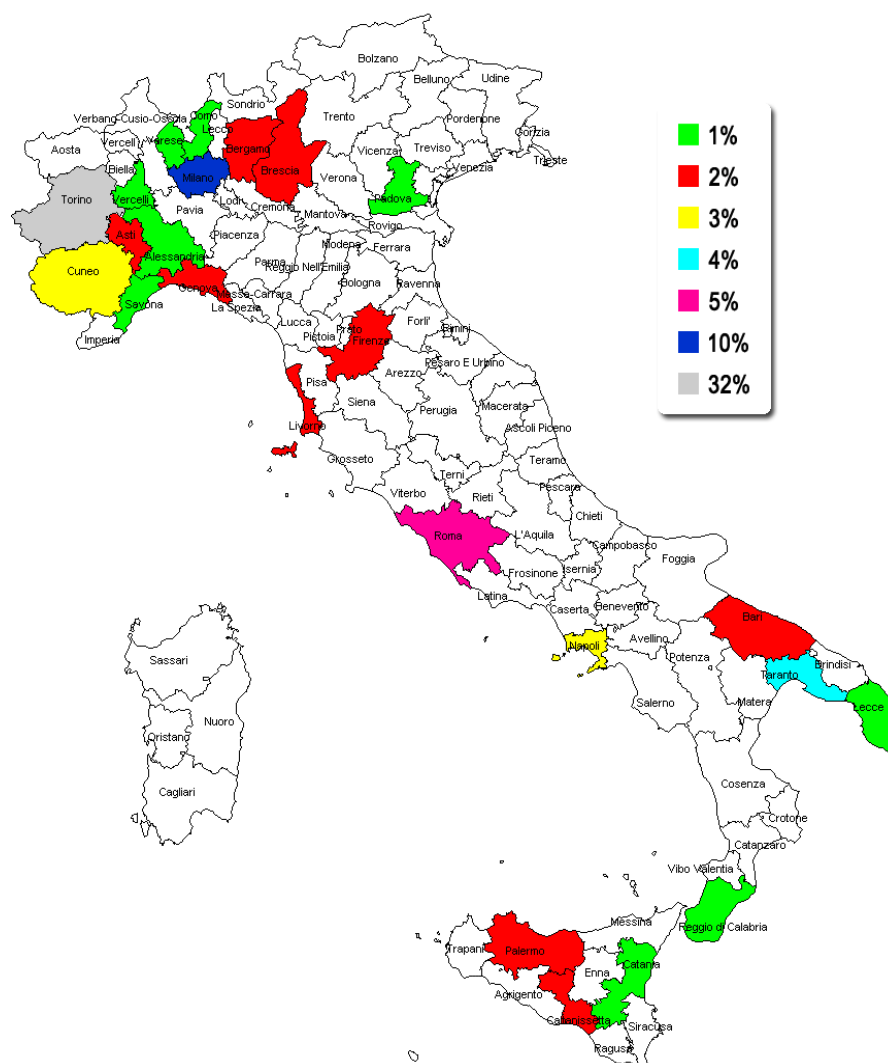 Bolzano
Belluno
Udine
Sondrio
Trento
Pordenone
Verbano-Cusio-Ossola
Como
Lecco
Gorizia
Aosta
Vercelli
Varese
Bergamo
Vicenza
Treviso
Trieste
Biella
Milano
Brescia
Verona
Venezia
Torino
Vercelli
Padova
Lodi
Cremona
Mantova
Pavia
Rovigo
Asti
Piacenza
Modena
Ferrara
Alessandria
Parma
Reggio Nell'Emilia
Cuneo
Bologna
Ravenna
Genova
Massa-Carrara
Savona
La Spezia
Lucca
Prato
Forli'
Rimini
Imperia
Pistoia
Firenze
Pesaro E Urbino
Pisa
Arezzo
Siena
Macerata
Perugia
Livorno
Ascoli Piceno
Grosseto
Teramo
Terni
Pescara
Viterbo
Rieti
Chieti
Roma
L'Aquila
Campobasso
Foggia
Frosinone
Isernia
Latina
Caserta
Benevento
Bari
Napoli
Avellino
Sassari
Potenza
Brindisi
Taranto
Salerno
Matera
Lecce
Nuoro
Oristano
Cosenza
Cagliari
Crotone
Catanzaro
Vibo Valentia
Messina
Reggio di Calabria
Trapani
Palermo
Catania
Enna
Agrigento
Caltanissetta
Siracusa
Ragusa
1%
2%
3%
4%
5%
10%
32%